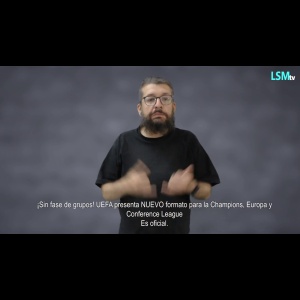 LSMtv
¡Sin fase de grupos! UEFA presenta NUEVO formato para la Champions, Europa y
Conference League
Es oficial.